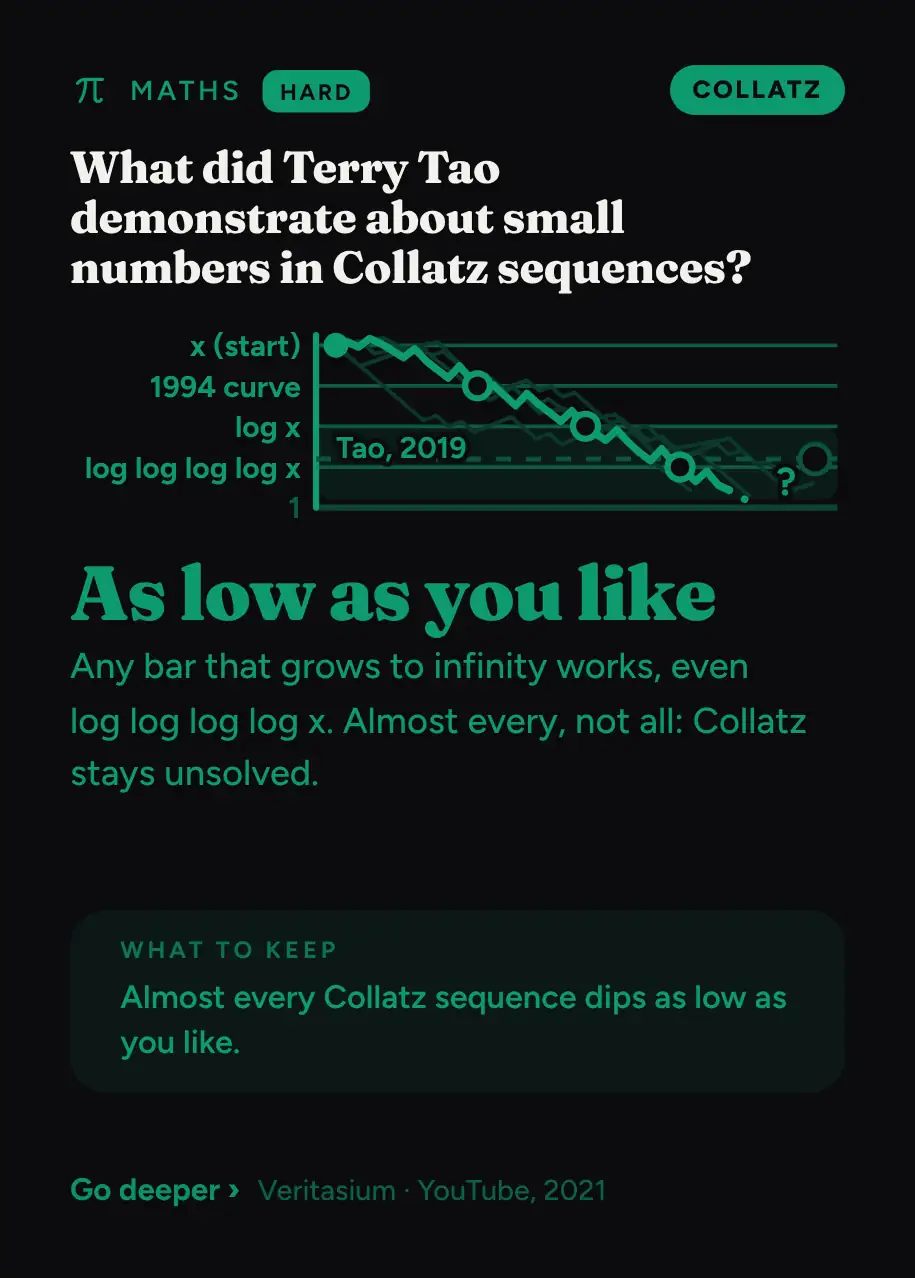 π MATHS HARD COLLATZ
What did Terry Tao
demonstrate about small
numbers in Collatz sequences?
x (start)
1994 curve
log x
Tao, 2019
log log log log x
?
1
As low as you like
Any bar that grows to infinity works, even
log log log log x. Almost every, not all: Collatz
stays unsolved.
WHAT TO KEEP
Almost every Collatz sequence dips as low as
you like.
Go deeper › Veritasium · YouTube, 2021